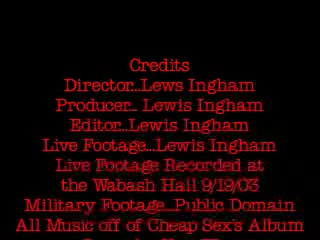 Credits
Director...Lews Ingham
Producer... Lewis Ingham
Editor...Lewis Ingham
Live Footage...Lewis Ingham
Live Footage Recorded at
the Wabash Hall 9/19/03
Military Footage...Public Domain
All Music off of Cheap Sex's Album